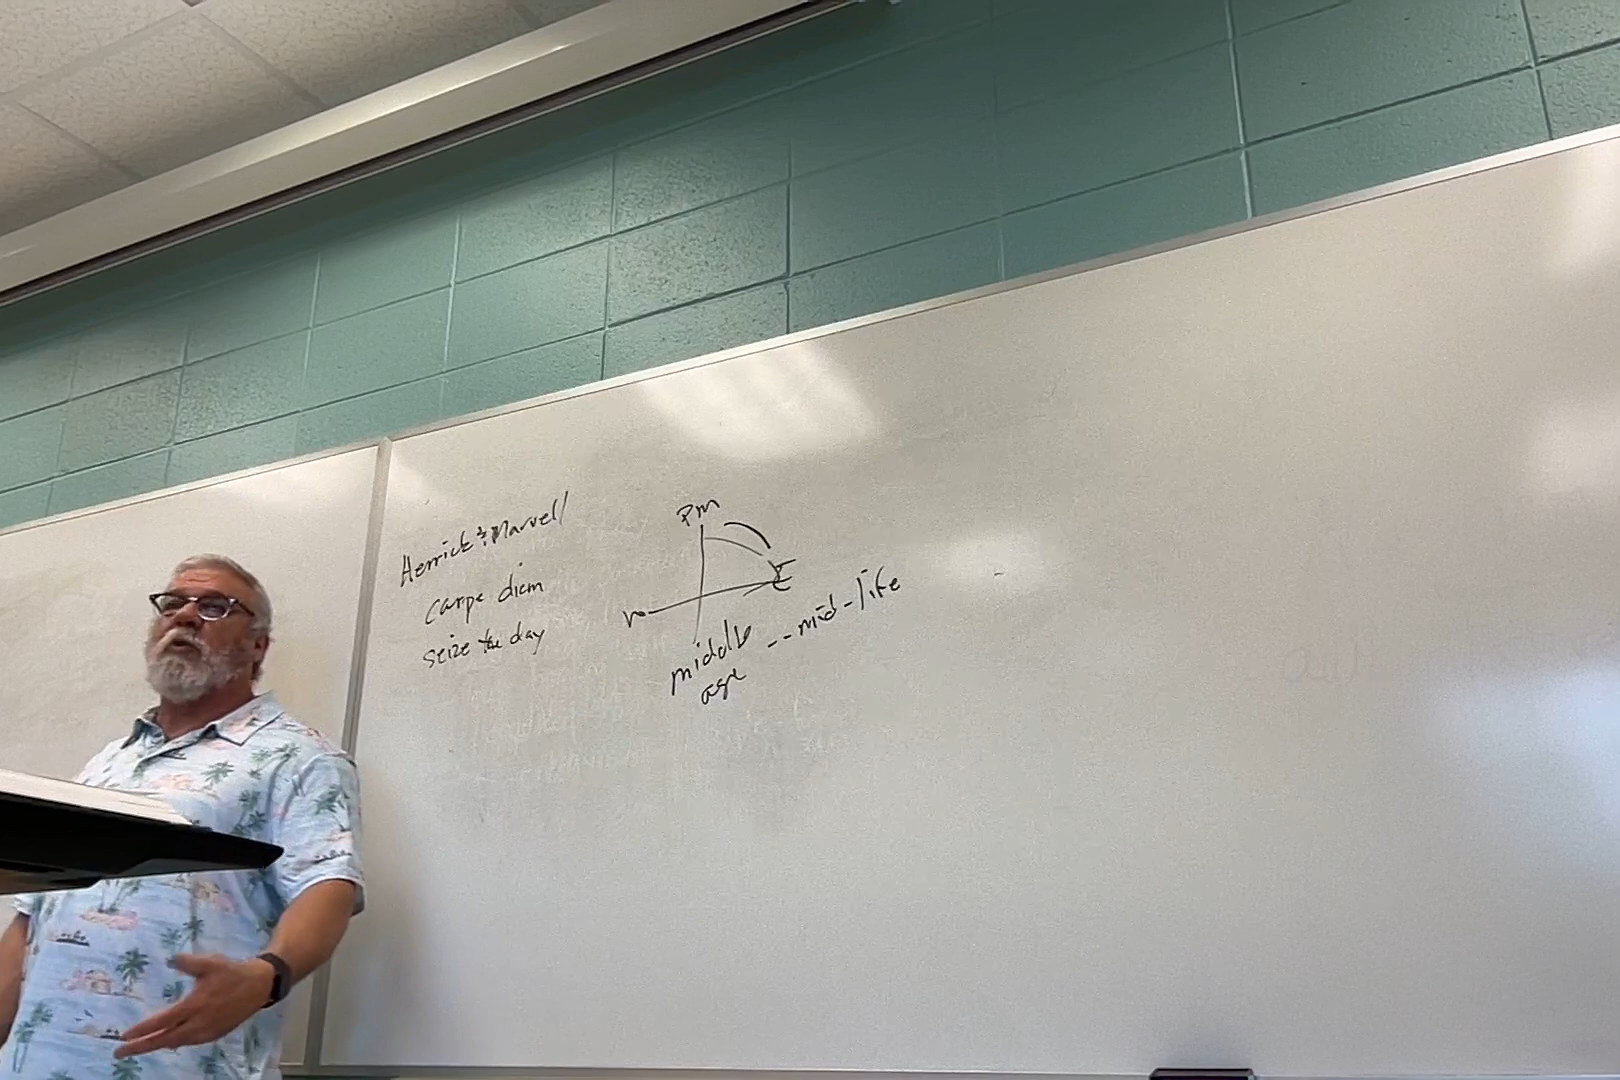 Herrick & Marvell
carpe diem
seize the day
PM
E
middle -- mid-life
age